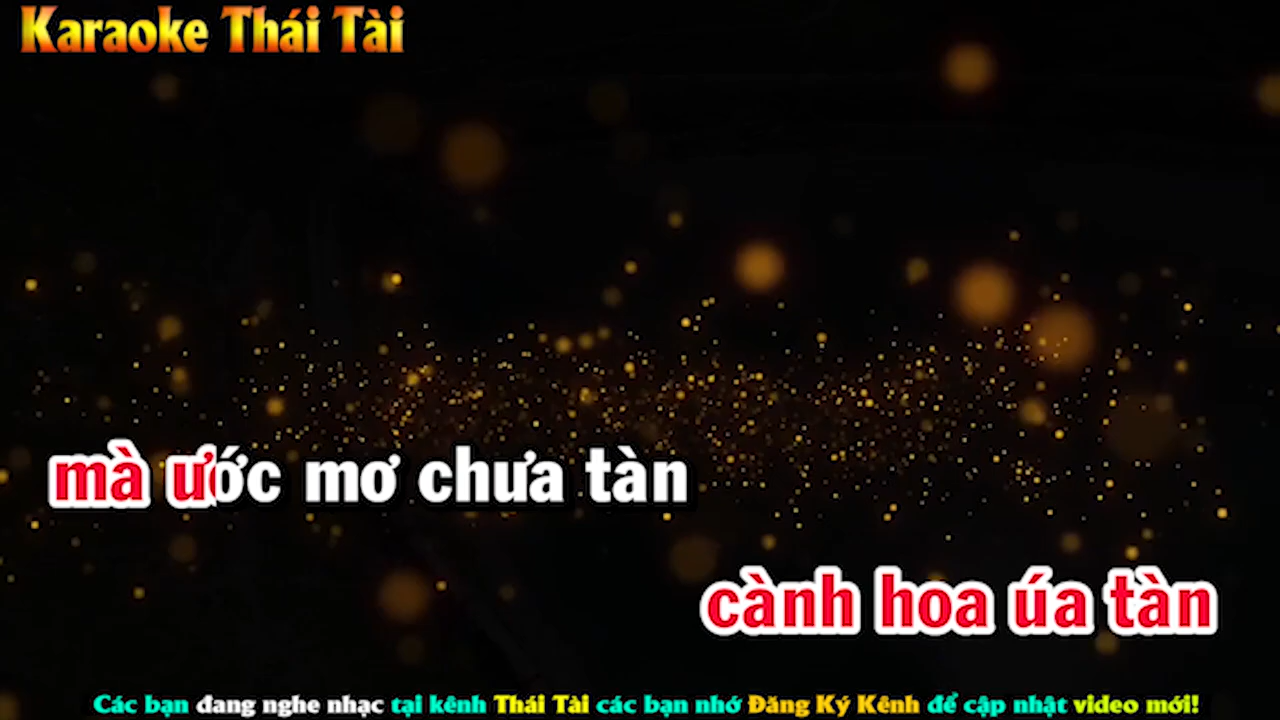 Karaoke Thái Tài
mà ước mơ chưa tàn
cành hoa úa tàn
Các bạn đang nghe nhạc tại kênh Thái Tài các bạn nhớ Đăng Ký Kênh để cập nhật video mới!